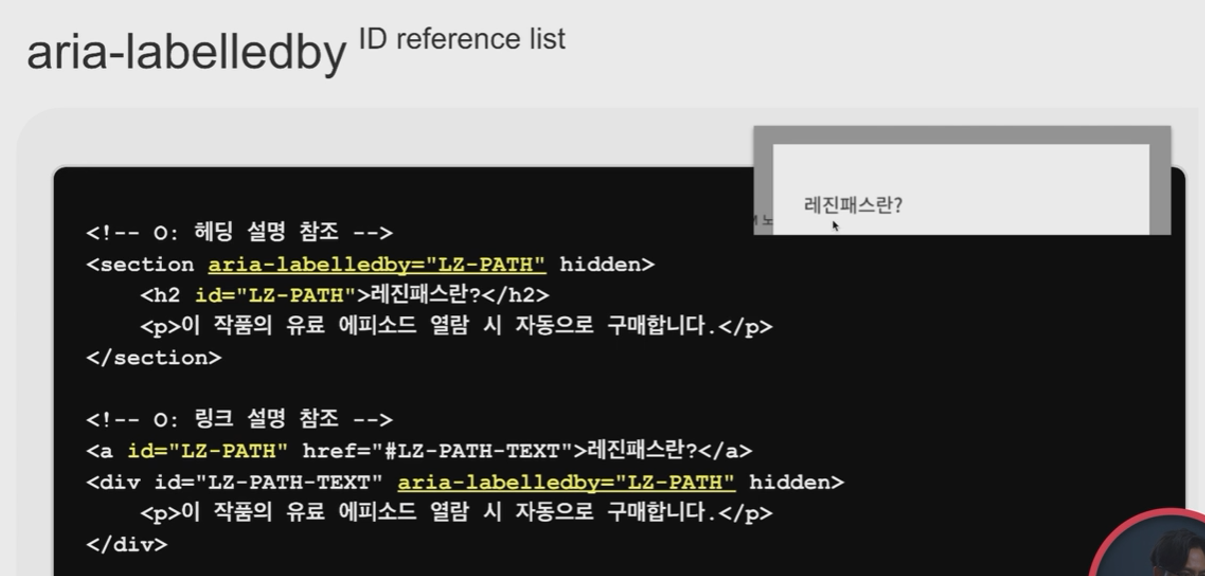 aria-labelledby ID reference list
레진패스란?
<!-- O: 헤딩 설명 참조 -->
<section aria-labelledby="LZ-PATH" hidden>
<h2 id="LZ-PATH">레진패스란?</h2>
<p>이 작품의 유료 에피소드 열람 시 자동으로 구매합니다.</p>
</section>
<!-- O: 링크 설명 참조 -->
<a id="LZ-PATH" href="#LZ-PATH-TEXT">레진패스란?</a>
<div id="LZ-PATH-TEXT" aria-labelledby="LZ-PATH" hidden>
<p>이 작품의 유료 에피소드 열람 시 자동으로 구매합니다.</p>
</div>